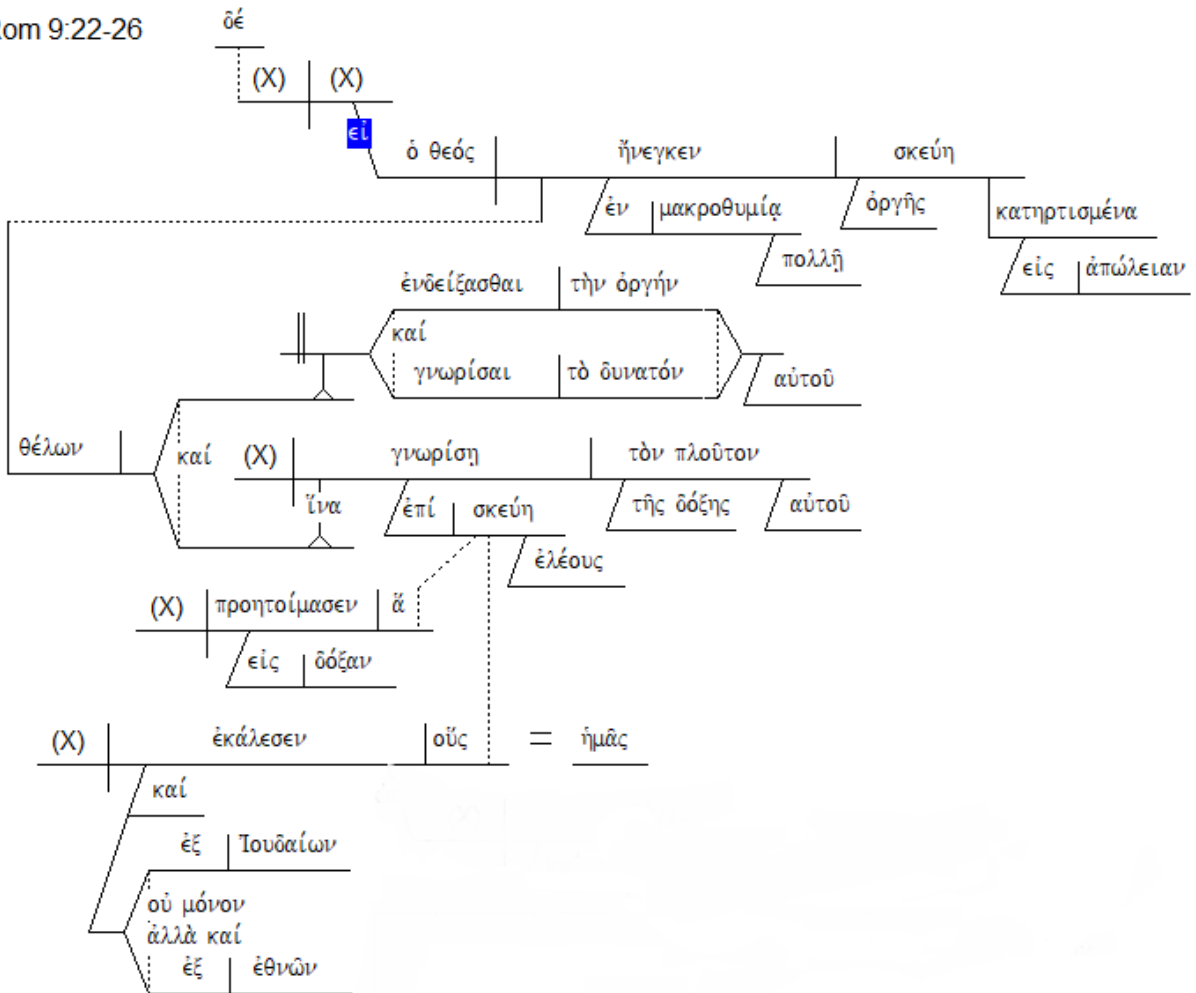 Rom 9:22-26
δέ
(X) (X)
εἰ
ὁ θεός ἤνεγκεν σκεύη
ἐν μακροθυμίᾳ ὀργῆς κατηρτισμένα
πολλῇ εἰς ἀπώλειαν
ἐνδείξασθαι τὴν ὀργήν
καί
γνωρίσαι τὸ δυνατόν αὐτοῦ
θέλων καί (X) γνωρίσῃ τὸν πλοῦτον
ἵνα ἐπί σκεύη τῆς δόξης αὐτοῦ
ἐλέους
(X) προητοίμασεν ἅ
εἰς δόξαν
(X) ἐκάλεσεν οὕς = ἡμᾶς
καί
ἐξ Ἰουδαίων
οὐ μόνον
ἀλλὰ καί
ἐξ ἐθνῶν